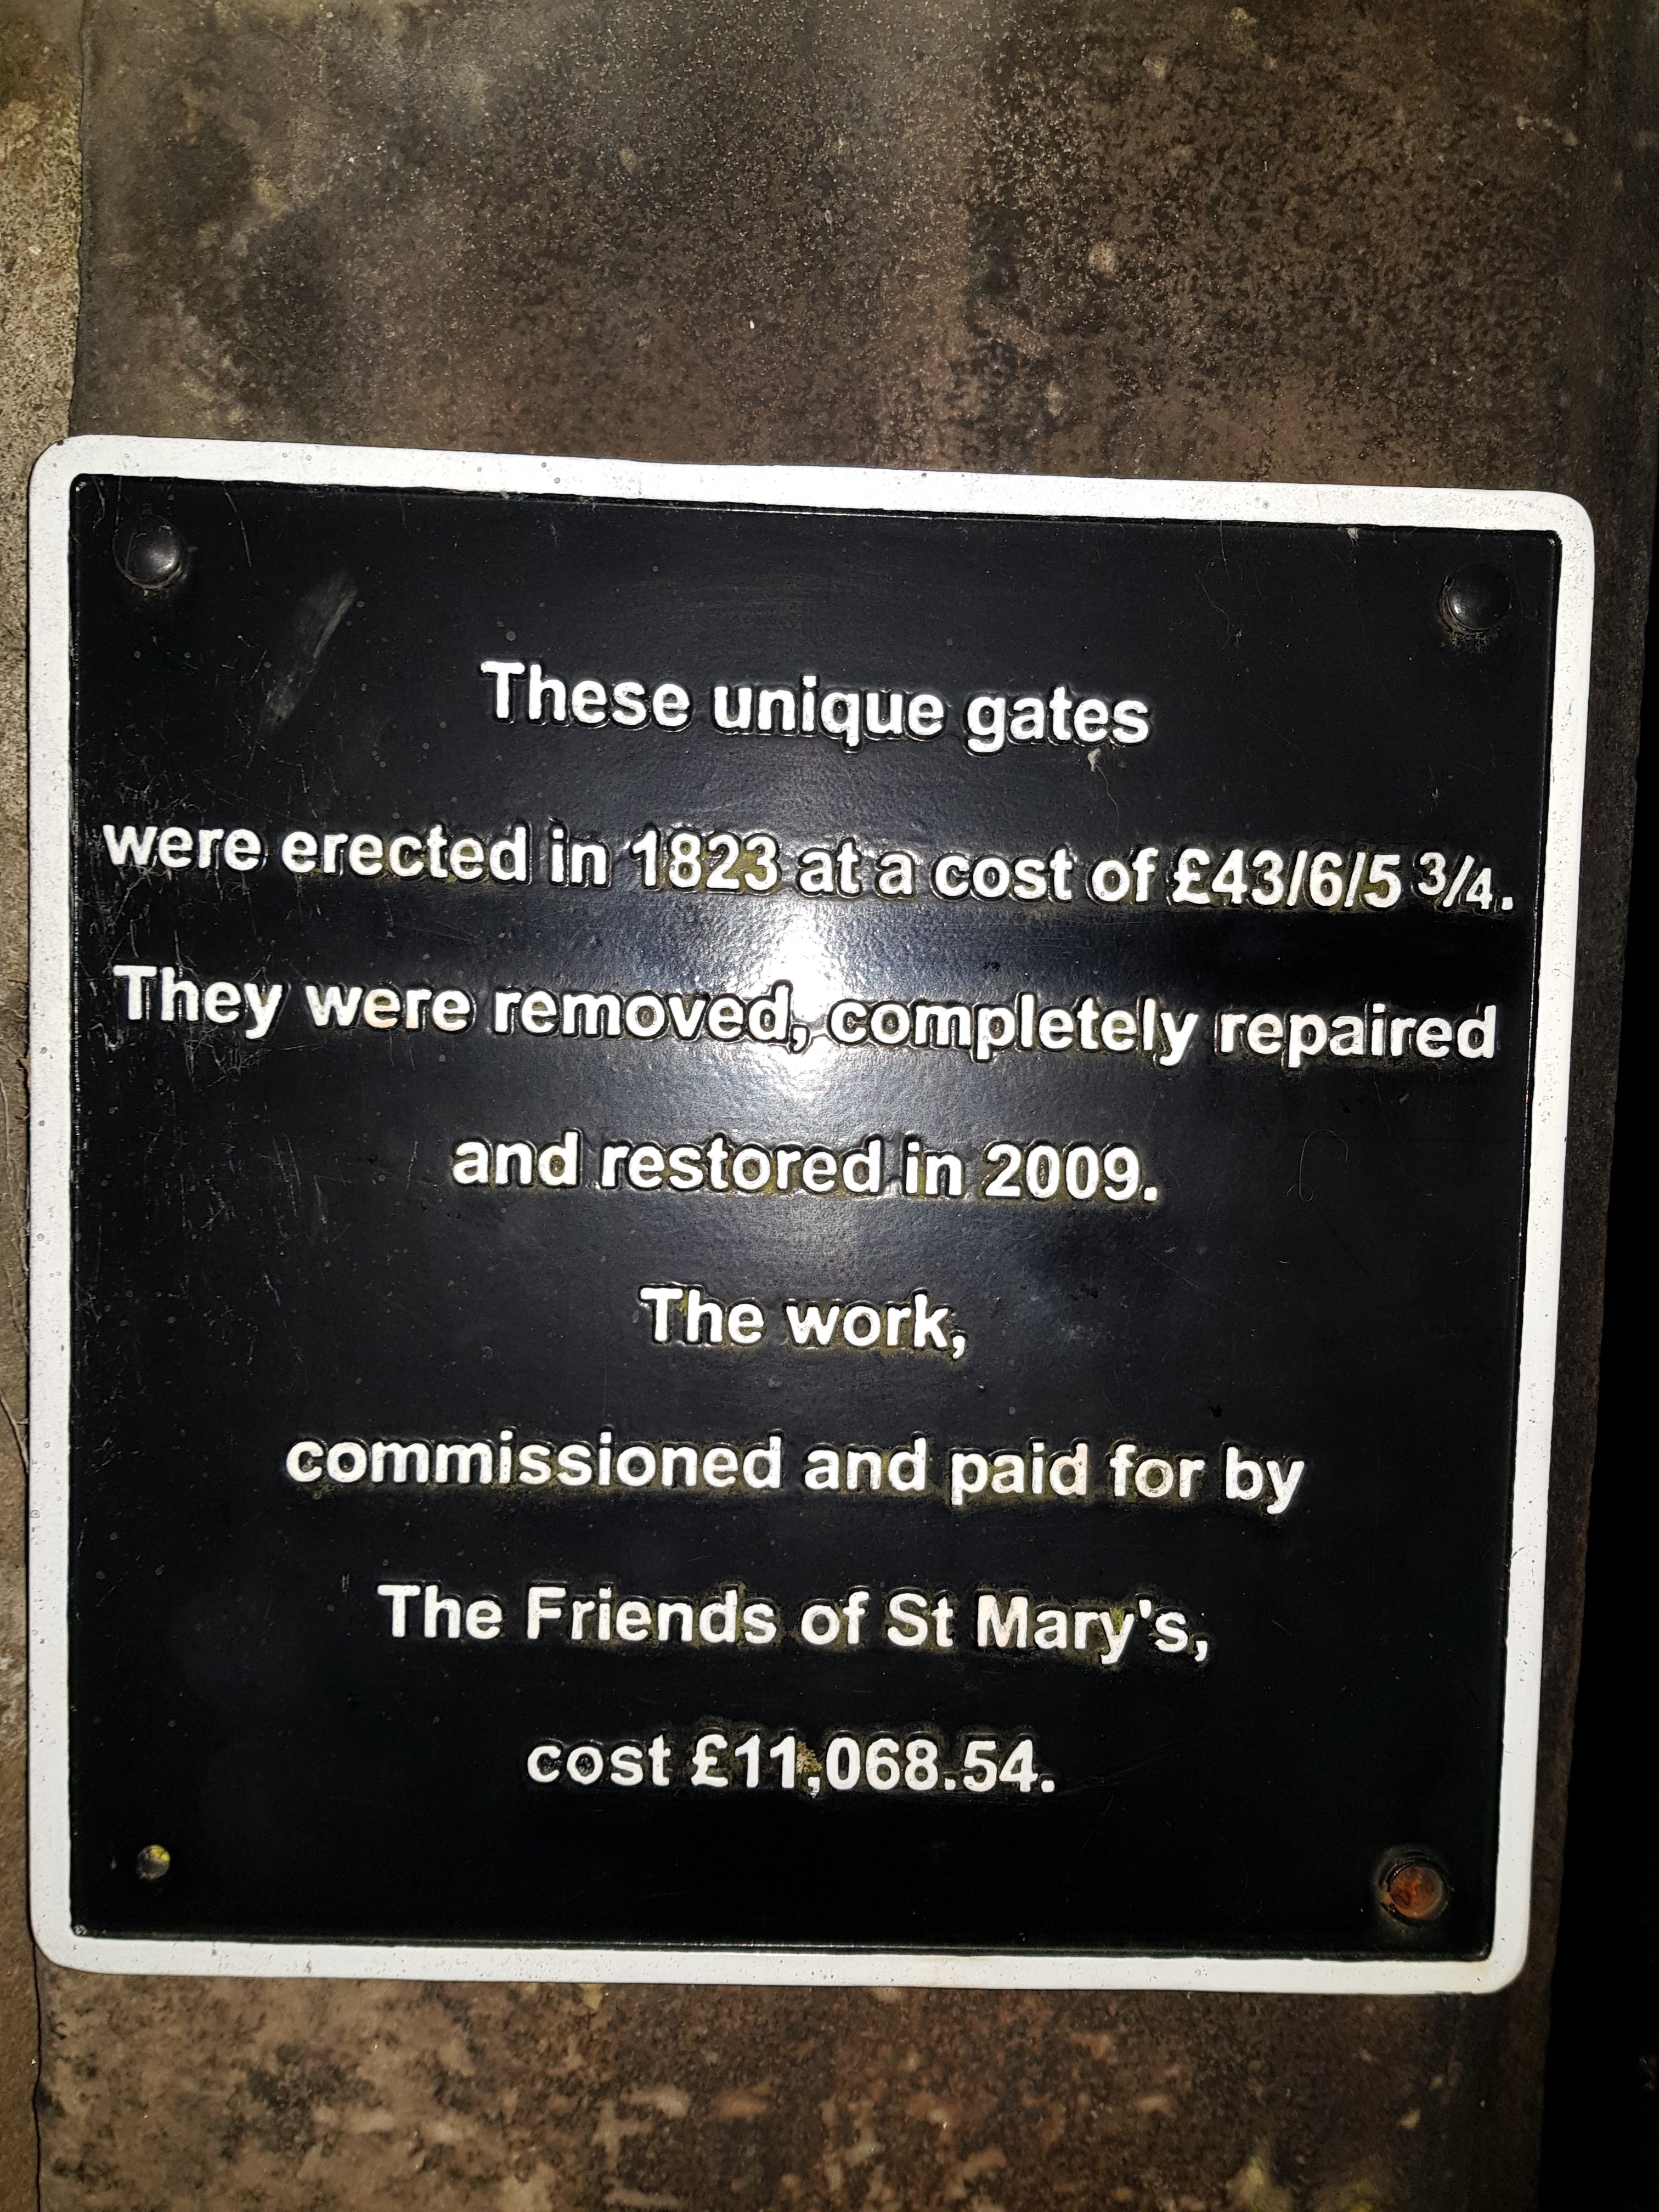 These unique gates
were erected in 1823 at a cost of £43/6/5 3/4.
They were removed, completely repaired
and restored in 2009.
The work,
commissioned and paid for by
The Friends of St Mary's,
cost £11,068.54.